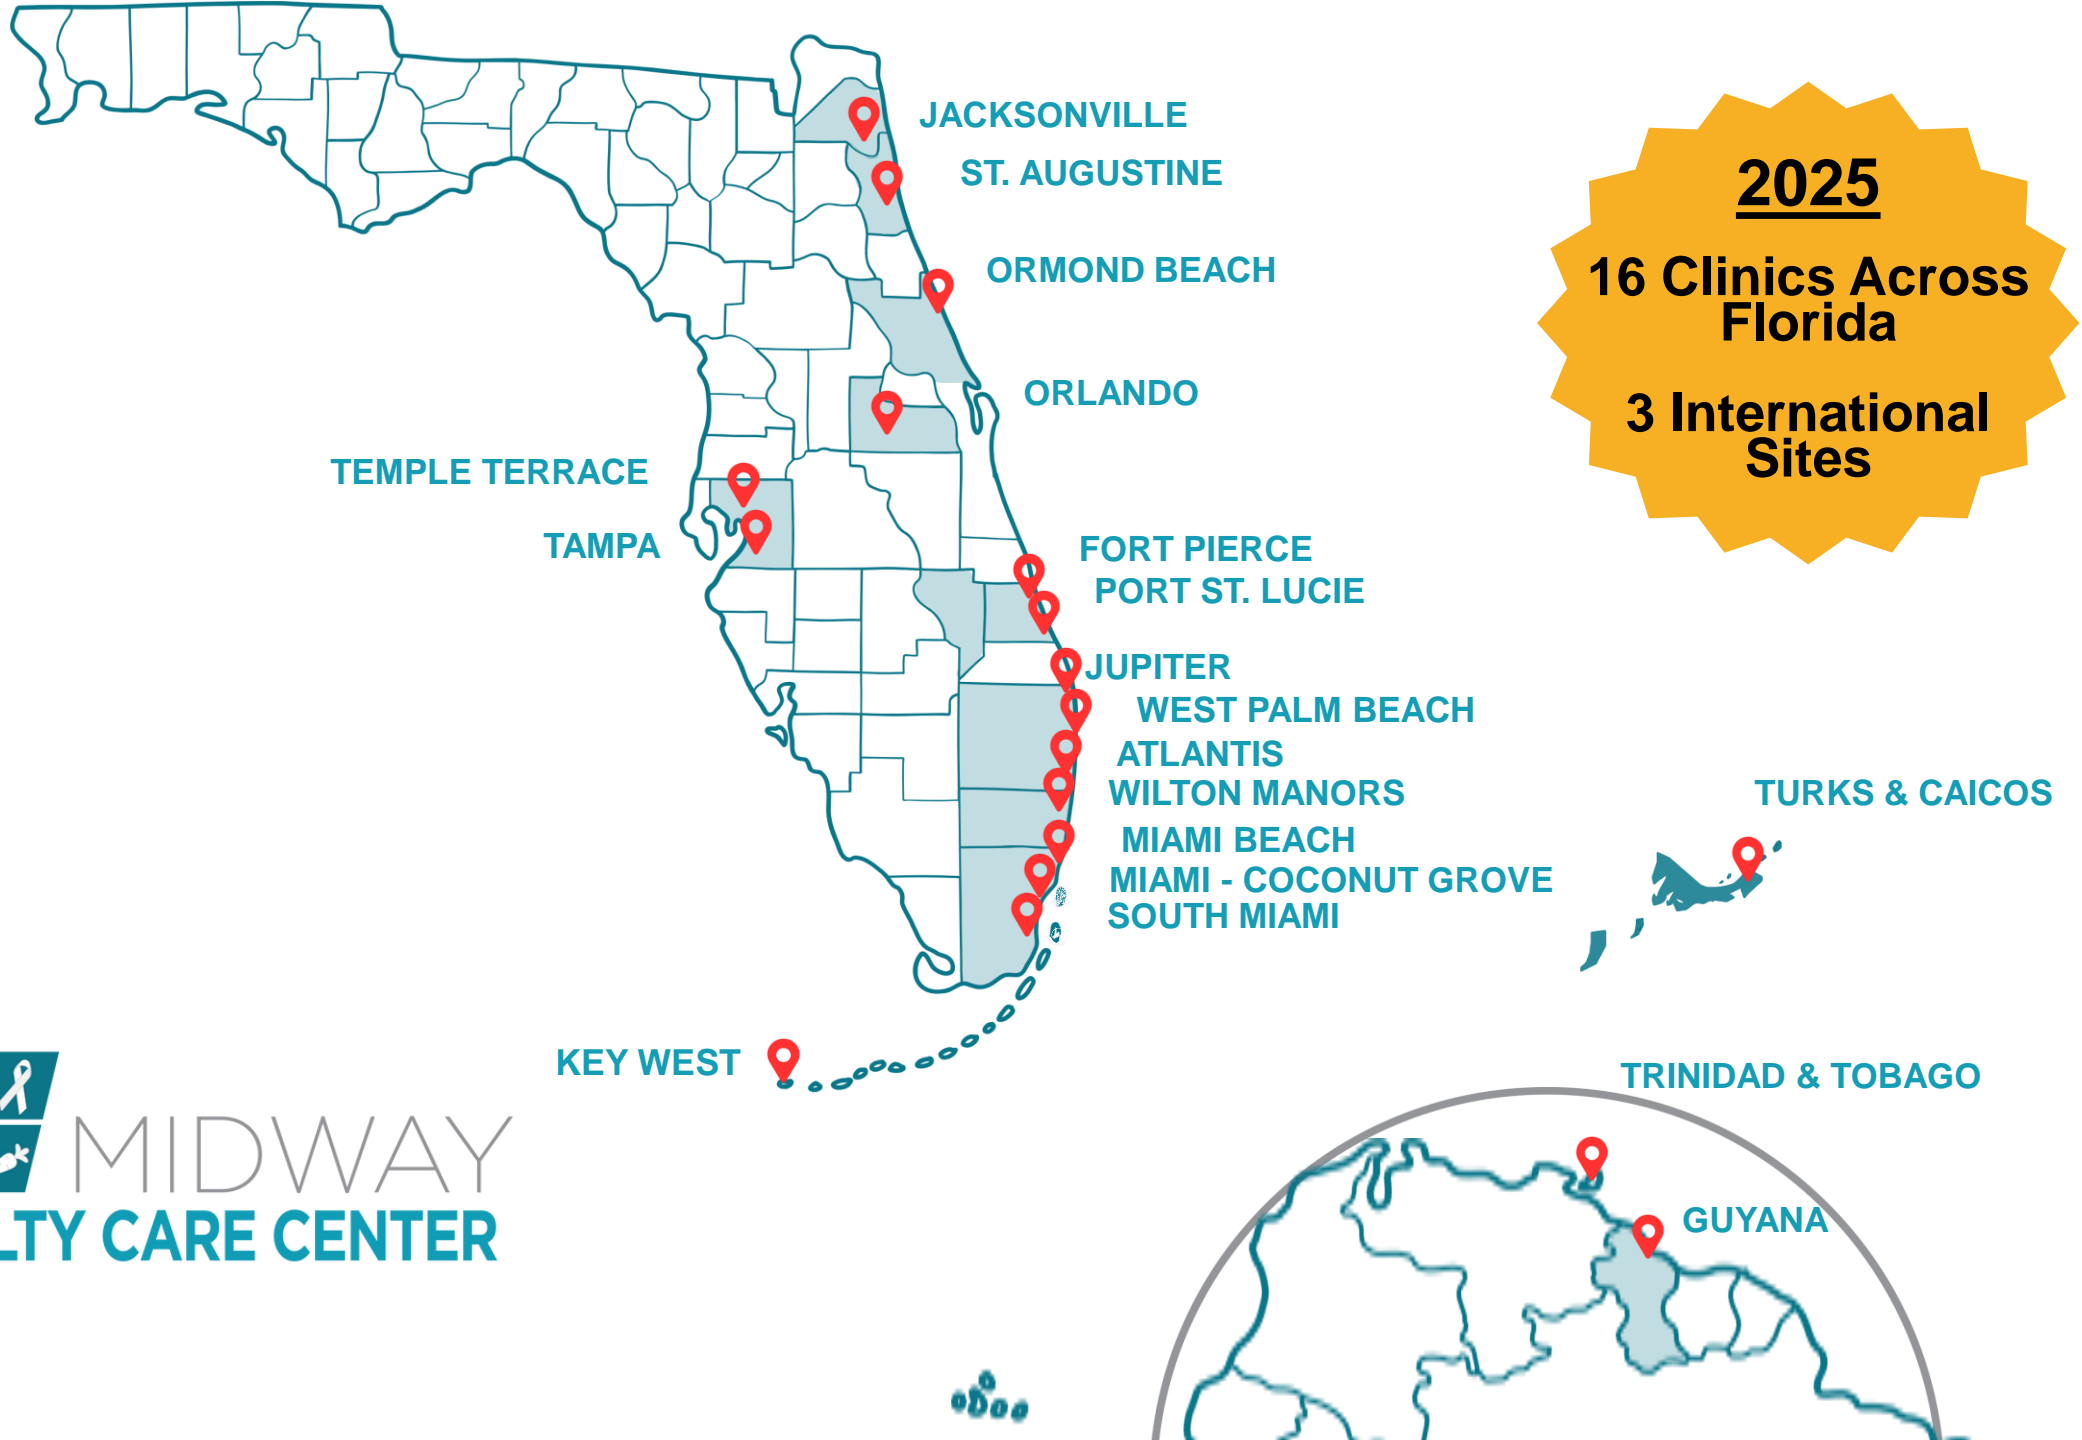 JACKSONVILLE
ST. AUGUSTINE
ORMOND BEACH
ORLANDO
TEMPLE TERRACE
TAMPA
FORT PIERCE
PORT ST. LUCIE
JUPITER
WEST PALM BEACH
ATLANTIS
WILTON MANORS
MIAMI BEACH
MIAMI - COCONUT GROVE
SOUTH MIAMI
KEY WEST
2025
16 Clinics Across
Florida
3 International
Sites
TURKS & CAICOS
TRINIDAD & TOBAGO
GUYANA
MIDWAY
LTY CARE CENTER